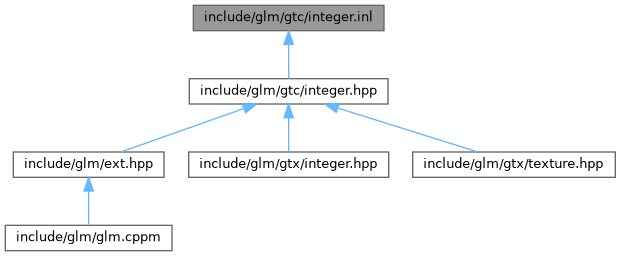 include/glm/gtc/integer.inl
include/glm/gtc/integer.hpp
include/glm/ext.hpp
include/glm/gtx/integer.hpp
include/glm/gtx/texture.hpp
include/glm/glm.cppm